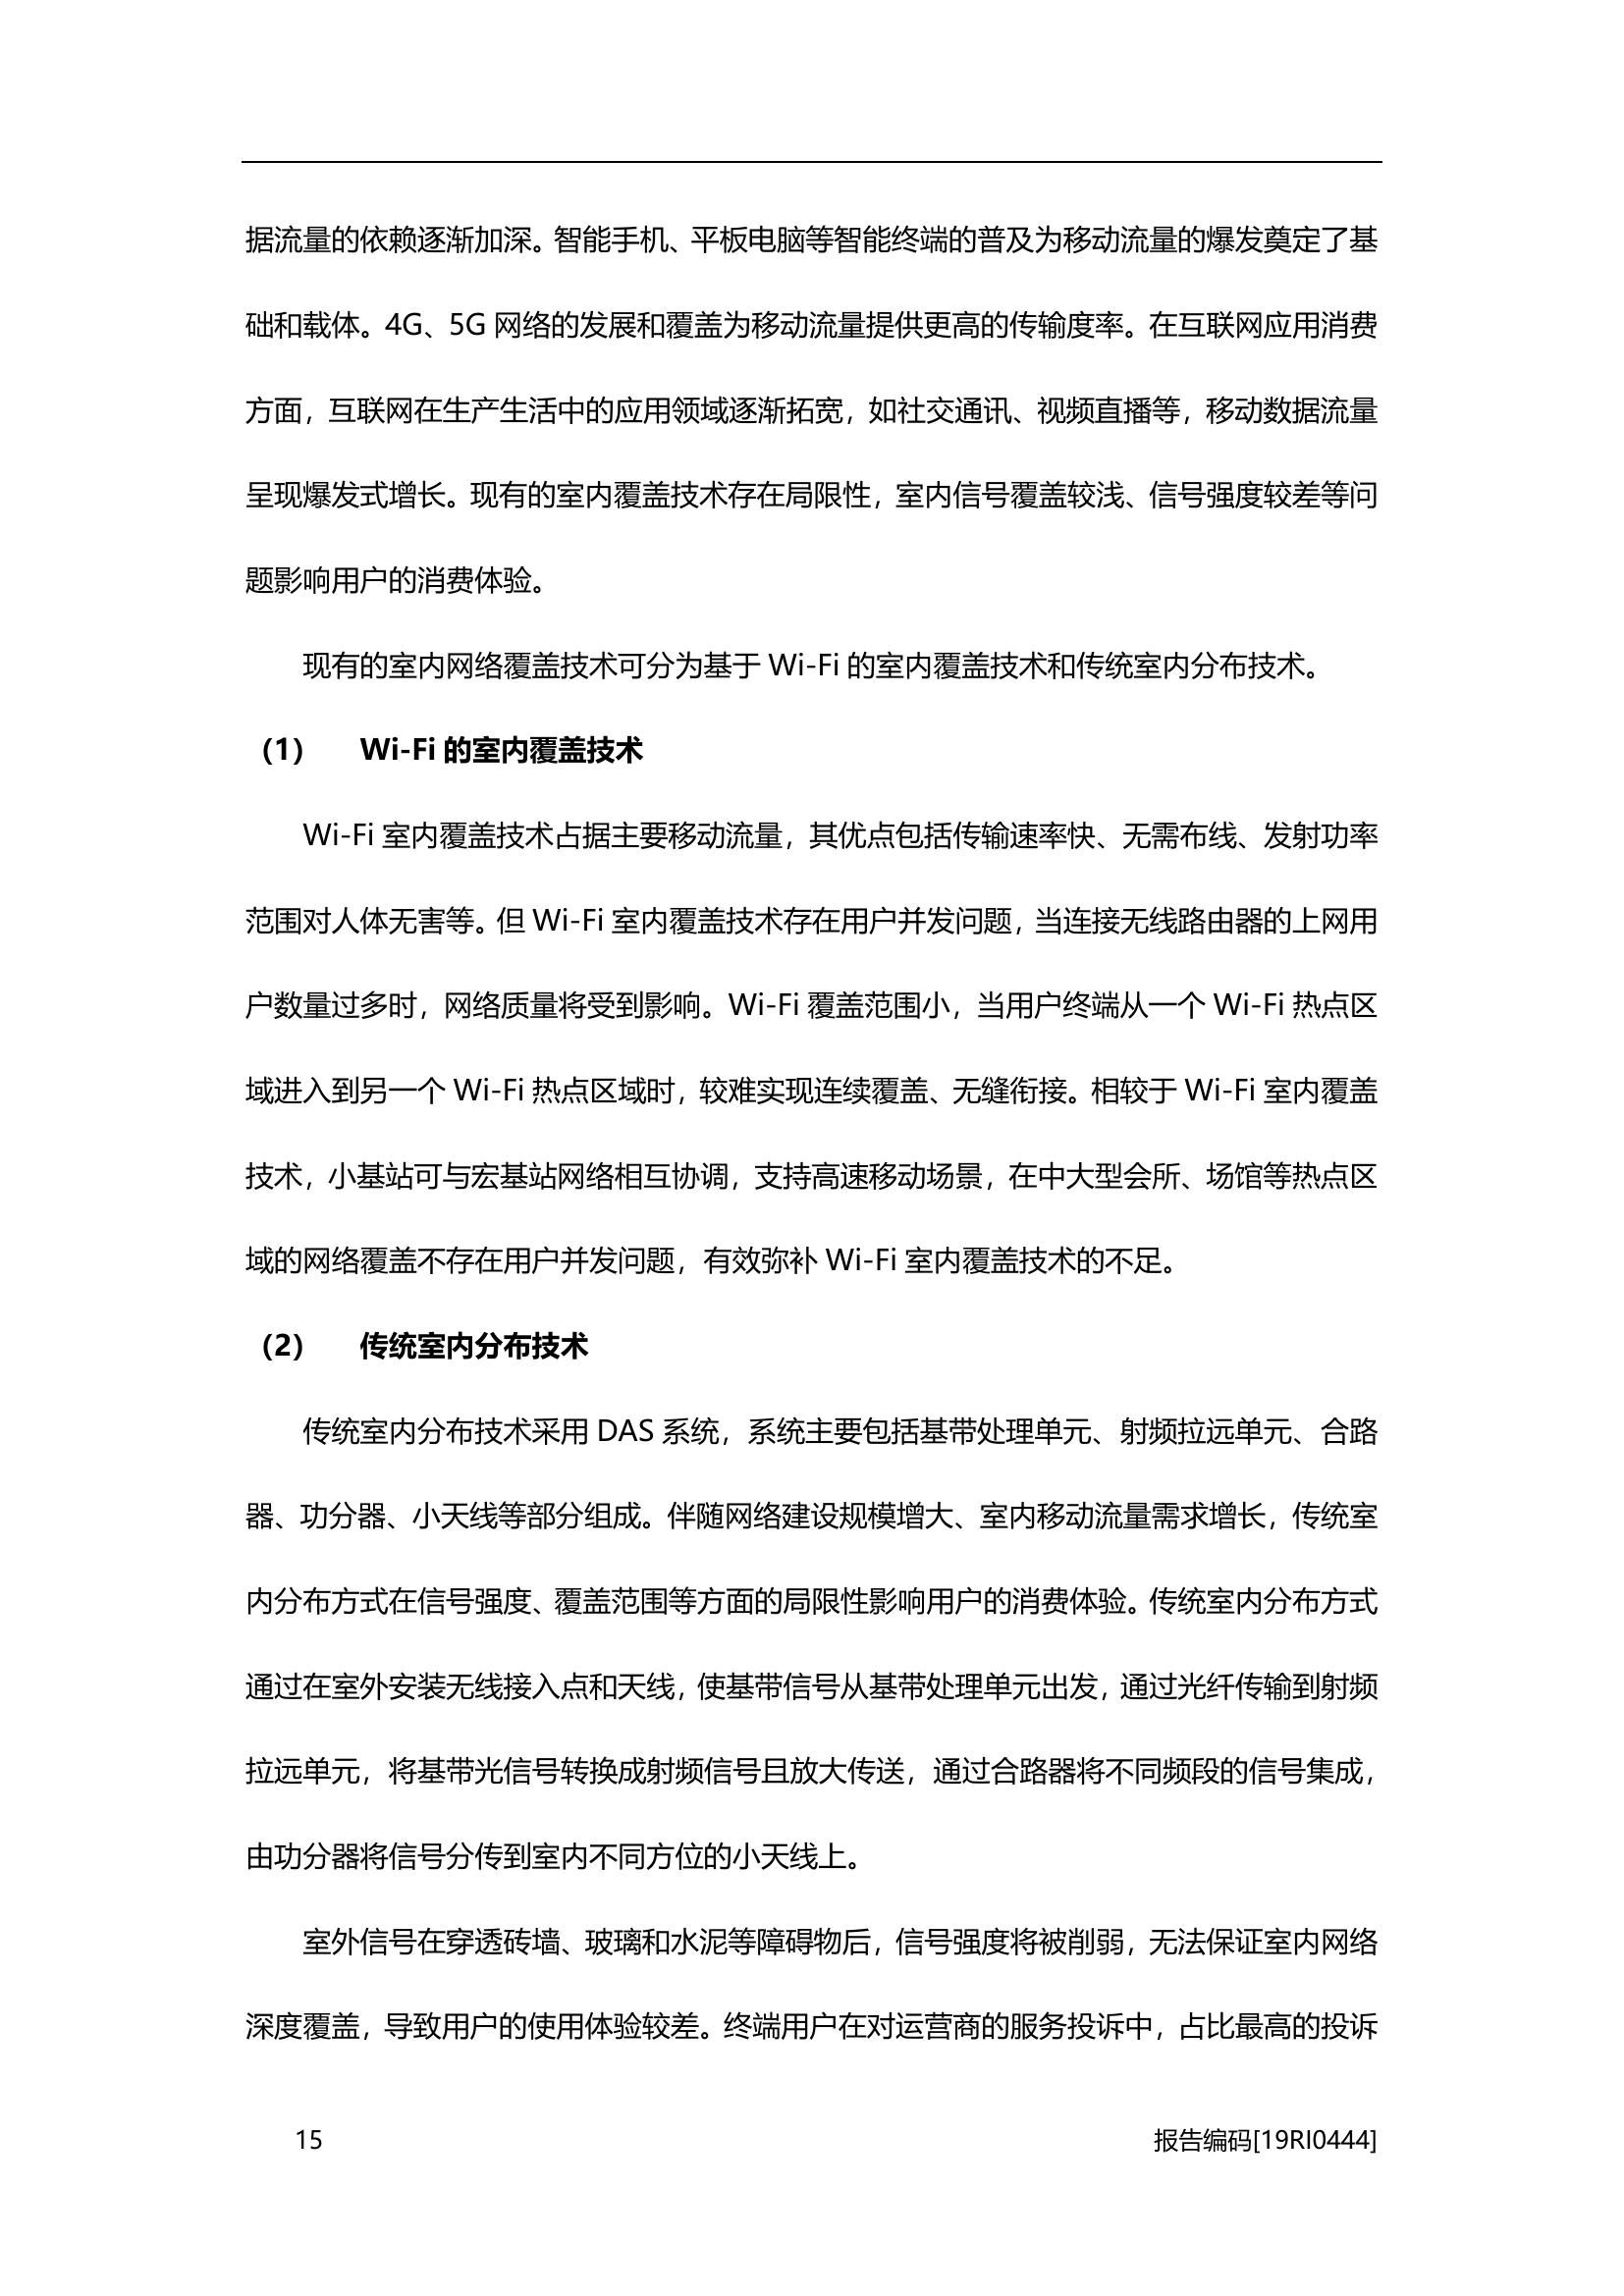 据流量的依赖逐渐加深。智能手机、平板电脑等智能终端的普及为移动流量的爆发奠定了基
础和载体。4G、5G 网络的发展和覆盖为移动流量提供更高的传输度率。在互联网应用消费
方面，互联网在生产生活中的应用领域逐渐拓宽，如社交通讯、视频直播等，移动数据流量
呈现爆发式增长。现有的室内覆盖技术存在局限性，室内信号覆盖较浅、信号强度较差等问
题影响用户的消费体验。
现有的室内网络覆盖技术可分为基于 Wi-Fi 的室内覆盖技术和传统室内分布技术。
（1） Wi-Fi 的室内覆盖技术
Wi-Fi 室内覆盖技术占据主要移动流量，其优点包括传输速率快、无需布线、发射功率
范围对人体无害等。但 Wi-Fi 室内覆盖技术存在用户并发问题，当连接无线路由器的上网用
户数量过多时，网络质量将受到影响。Wi-Fi 覆盖范围小，当用户终端从一个 Wi-Fi 热点区
域进入到另一个 Wi-Fi 热点区域时，较难实现连续覆盖、无缝衔接。相较于 Wi-Fi 室内覆盖
技术，小基站可与宏基站网络相互协调，支持高速移动场景，在中大型会所、场馆等热点区
域的网络覆盖不存在用户并发问题，有效弥补 Wi-Fi 室内覆盖技术的不足。
（2） 传统室内分布技术
传统室内分布技术采用 DAS 系统，系统主要包括基带处理单元、射频拉远单元、合路
器、功分器、小天线等部分组成。伴随网络建设规模增大、室内移动流量需求增长，传统室
内分布方式在信号强度、覆盖范围等方面的局限性影响用户的消费体验。传统室内分布方式
通过在室外安装无线接入点和天线，使基带信号从基带处理单元出发，通过光纤传输到射频
拉远单元，将基带光信号转换成射频信号且放大传送，通过合路器将不同频段的信号集成，
由功分器将信号分传到室内不同方位的小天线上。
室外信号在穿透砖墙、玻璃和水泥等障碍物后，信号强度将被削弱，无法保证室内网络
深度覆盖，导致用户的使用体验较差。终端用户在对运营商的服务投诉中，占比最高的投诉
15 报告编码[19RI0444]